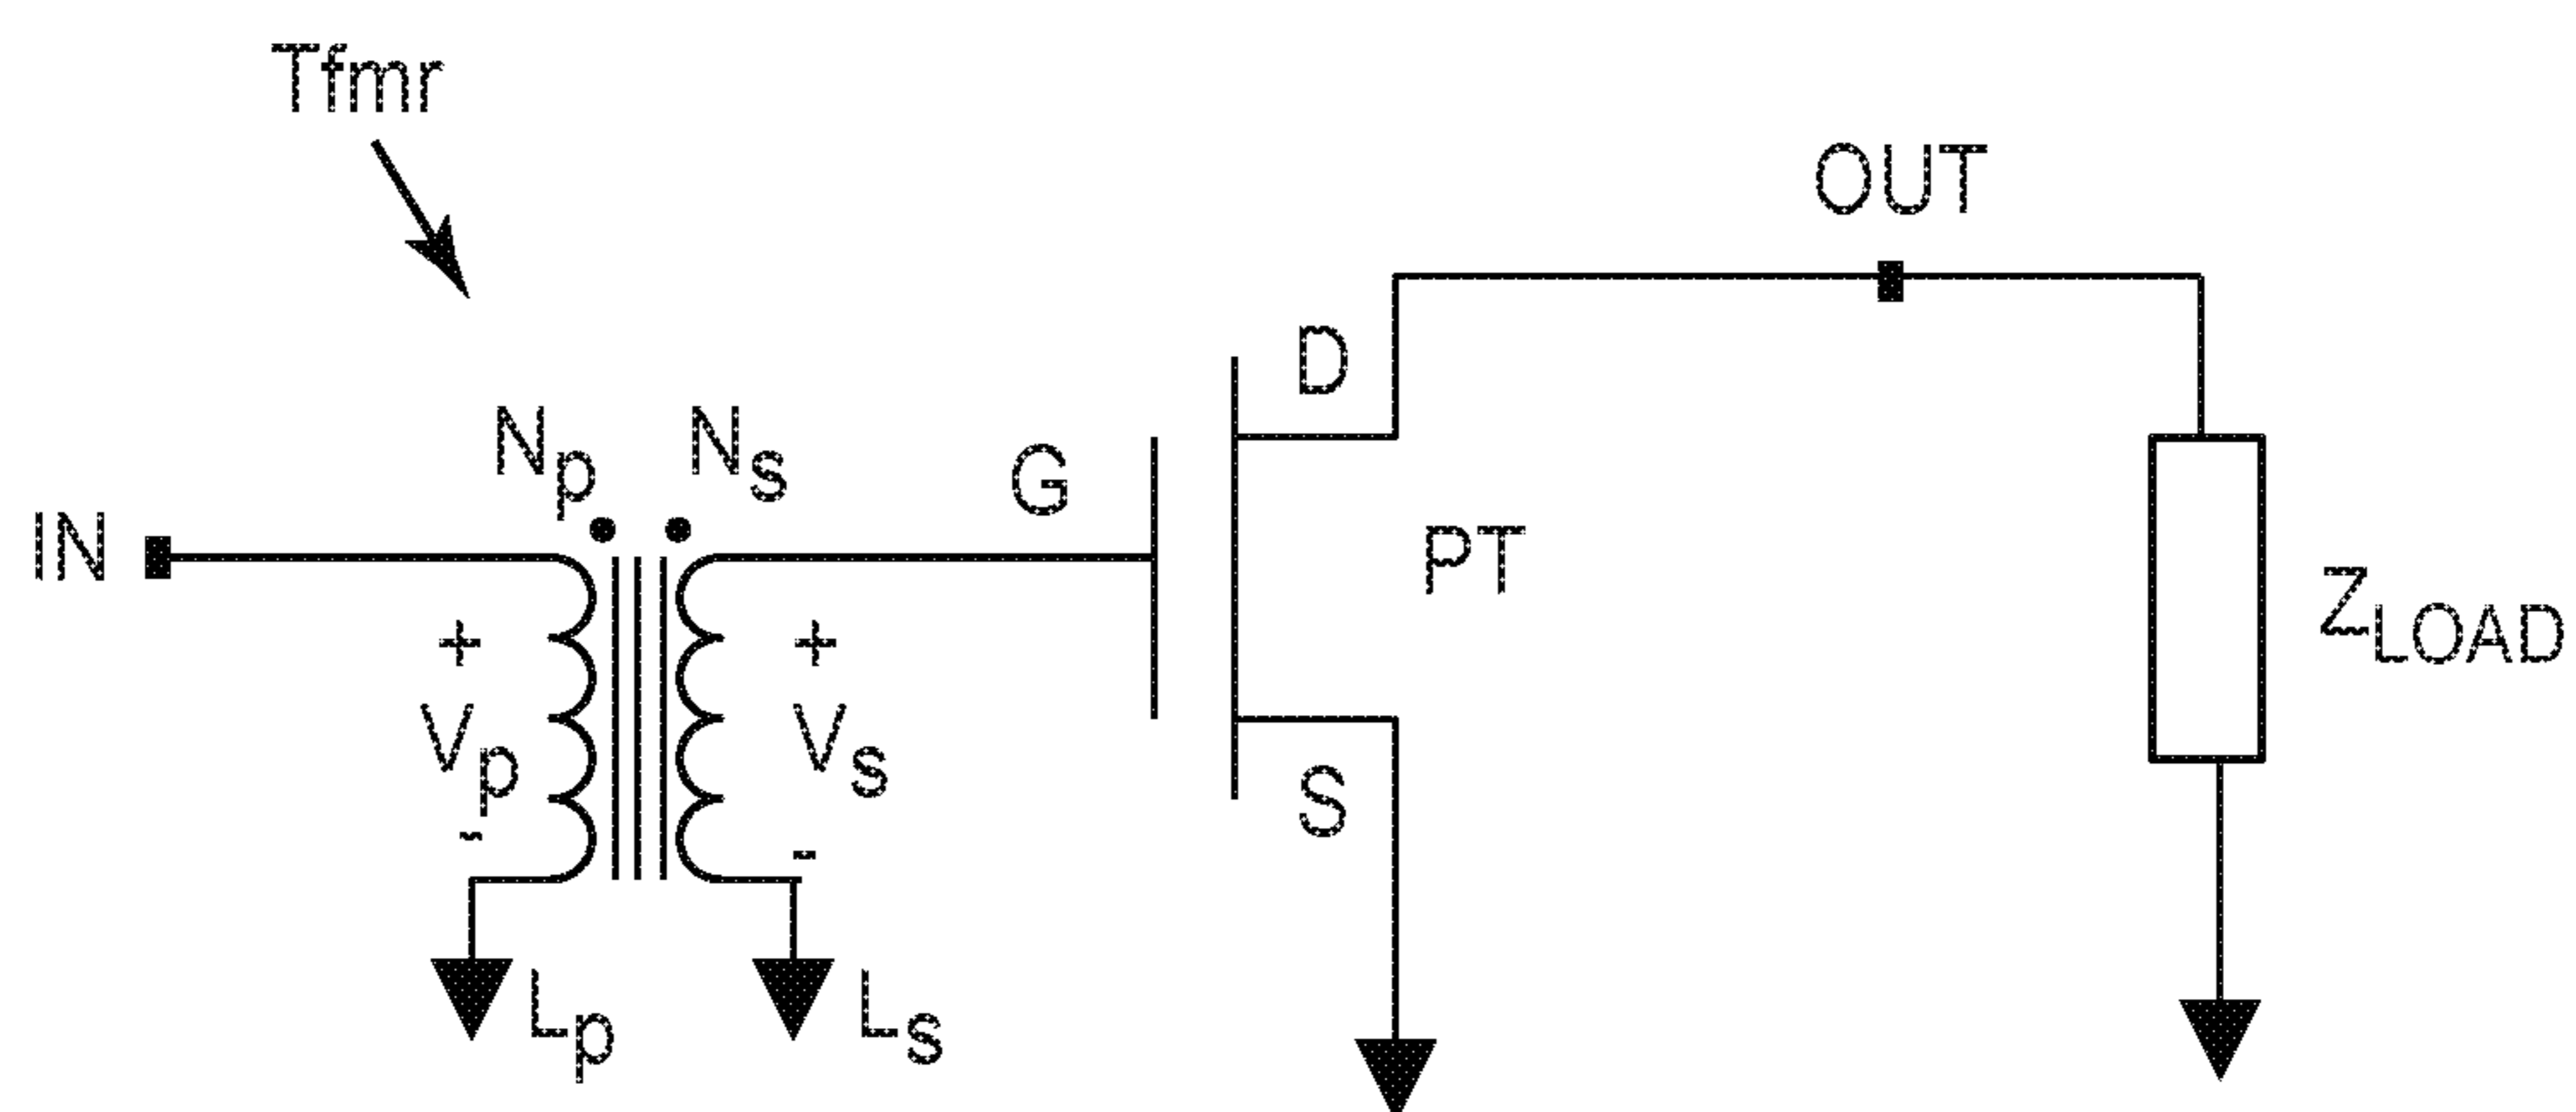 Tfmr
OUT
D
Np
Ns
G
IN
PT
ZLOAD
+
+
Vp
Vs
S
-
-
Lp
Ls